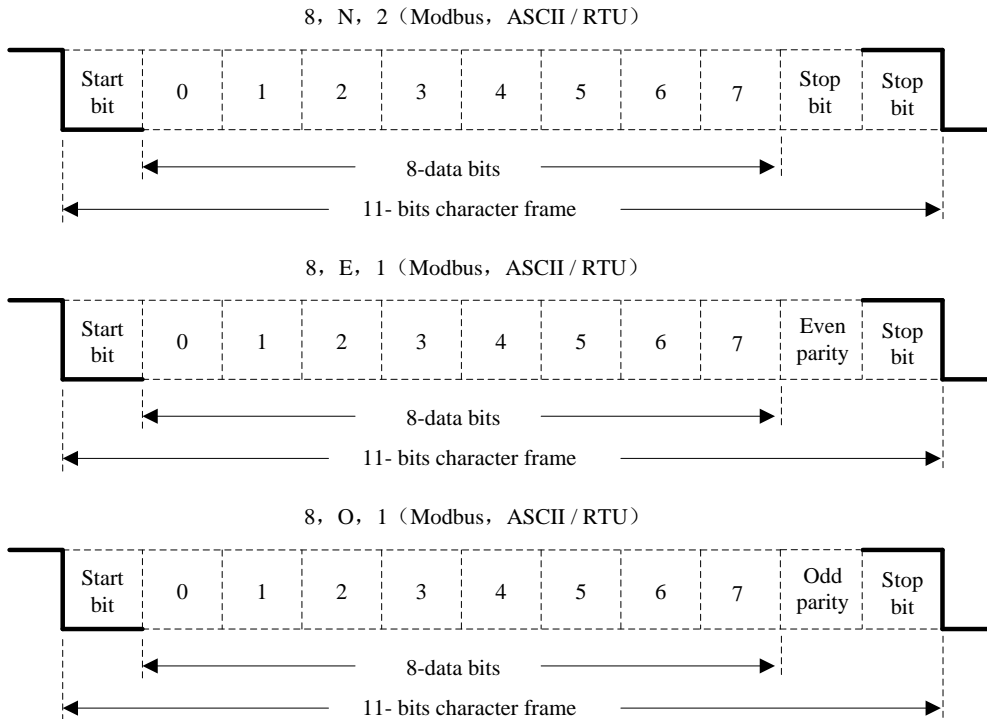 8，N，2（Modbus，ASCII / RTU）
Start bit 0 1 2 3 4 5 6 7 Stop bit Stop bit
8-data bits
11- bits character frame
8，E，1（Modbus，ASCII / RTU）
Start bit 0 1 2 3 4 5 6 7 Even parity Stop bit
8-data bits
11- bits character frame
8，O，1（Modbus，ASCII / RTU）
Start bit 0 1 2 3 4 5 6 7 Odd parity Stop bit
8-data bits
11- bits character frame